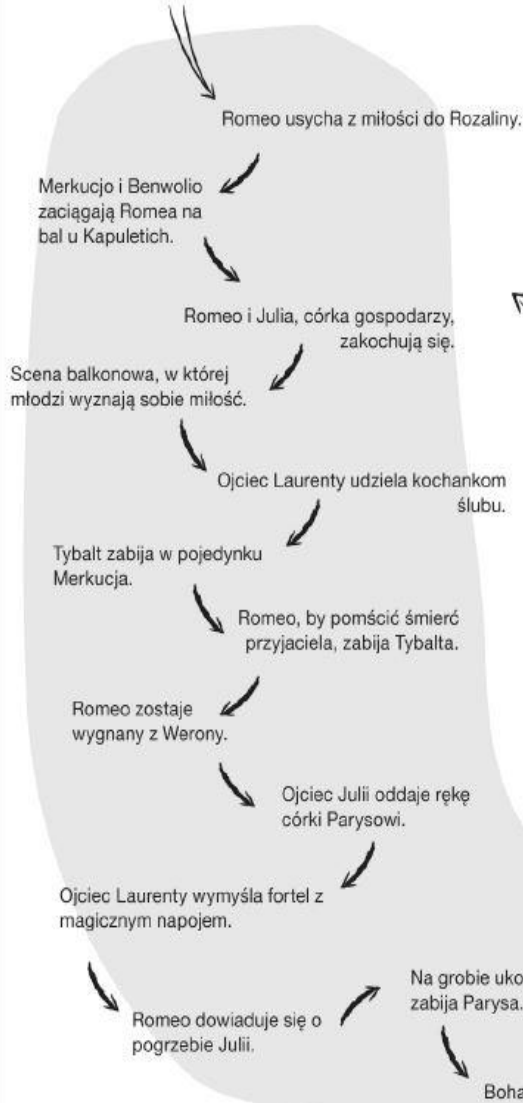 Romeo usycha z miłości do Rozaliny.
Merkucjo i Benwolio
zaciągają Romea na
bal u Kapuletich.
Romeo i Julia, córka gospodarzy,
zakochują się.
Scena balkonowa, w której
młodzi wyznają sobie miłość.
Ojciec Laurenty udziela kochankom
ślubu.
Tybalt zabija w pojedynku
Merkucja.
Romeo, by pomścić śmierć
przyjaciela, zabija Tybalta.
Romeo zostaje
wygnany z Werony.
Ojciec Julii oddaje rękę
córki Parysowi.
Ojciec Laurenty wymyśla fortel z
magicznym napojem.
Romeo dowiaduje się o
pogrzebie Julii.
Na grobie uko
zabija Parysa.
Boha